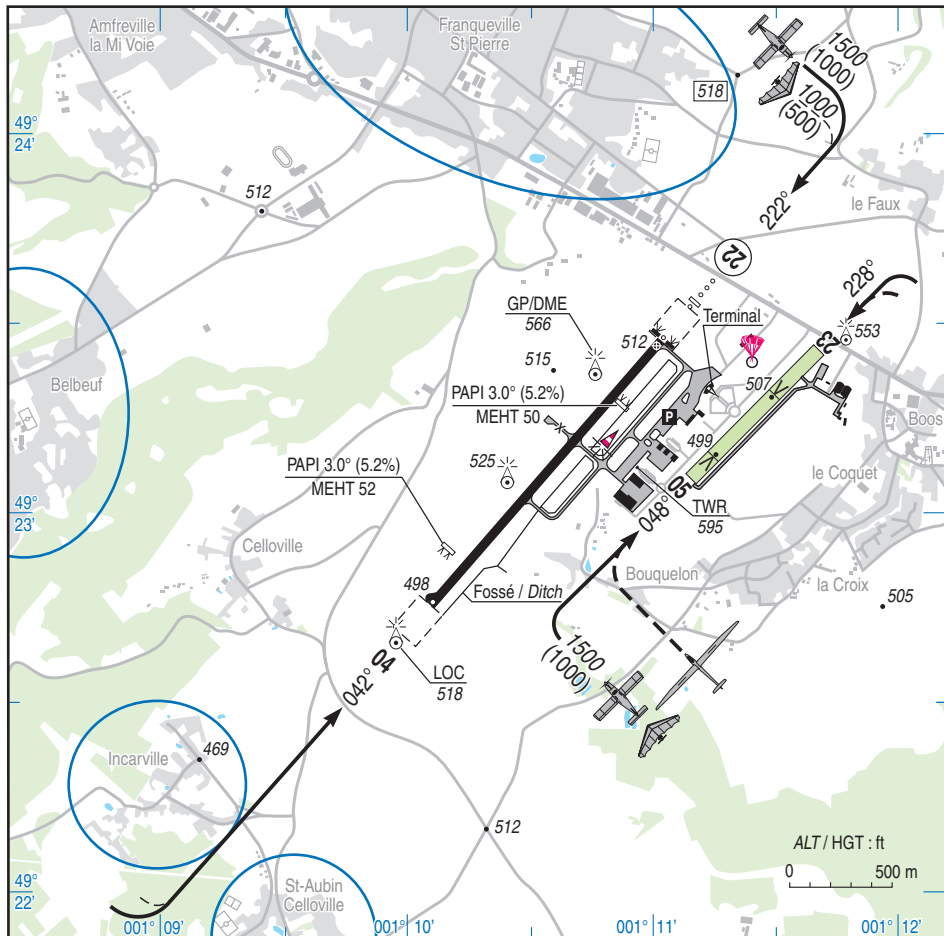 Amfreville
la Mi Voie
Franqueville
St Pierre
518
1500
(1000)
1000
(500)
49°
24'
512
222°
le Faux
22
228°
GP/DME
566
Terminal
23
553
512
515
507
Belbeuf
PAPI 3.0° (5.2%)
MEHT 50
P
499
Boos
PAPI 3.0° (5.2%)
MEHT 52
525
le Coquet
05
TWR
595
49°
23'
048°
Celloville
498
Fossé / Ditch
Bouquelon
la Croix
505
1500
(1000)
04
LOC
518
042°
Incarville
469
512
ALT / HGT : ft
0
500 m
St-Aubin
Celloville
49°
22'
001° 09'
001° 10'
001° 11'
001° 12'